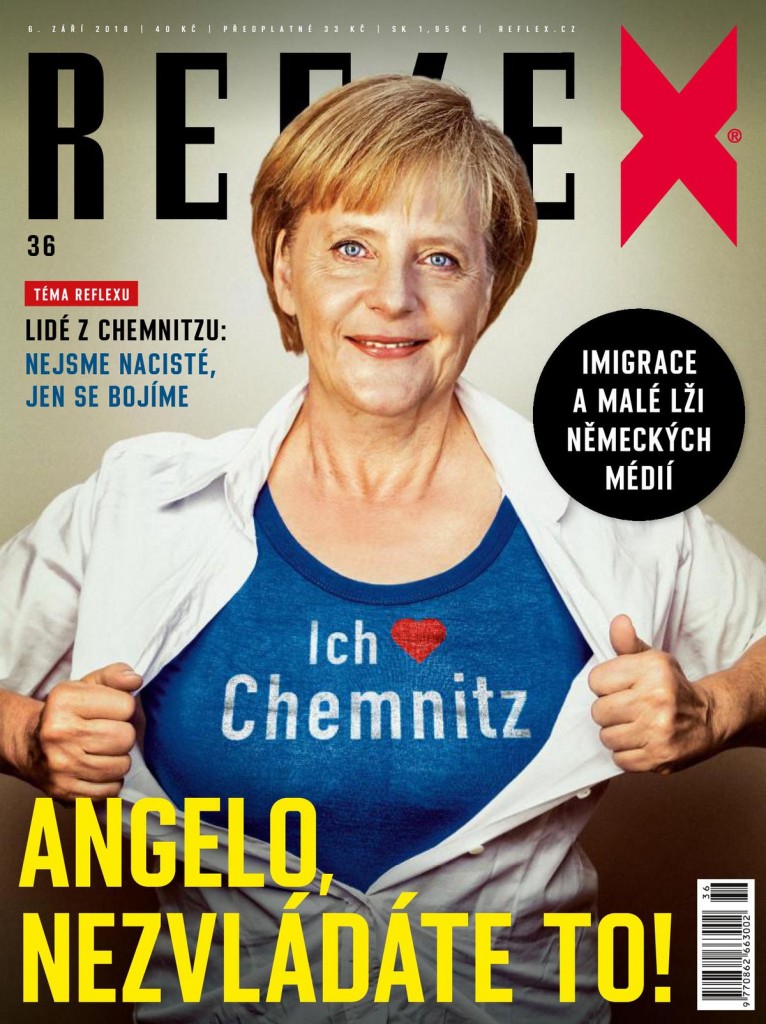 6. ZÁŘÍ 2018 | 40 KČ | PŘEDPLATNÉ 33 KČ | SK 1,95 € | REFLEX.CZ
REFLEX®
36
TÉMA REFLEXU
LIDÉ Z CHEMNITZU:
NEJSME NACISTÉ,
JEN SE BOJÍME
IMIGRACE
A MALÉ LŽI
NĚMECKÝCH
MÉDIÍ
Ich ♥
Chemnitz
ANGELO,
NEZVLÁDÁTE TO!
36
9 770862 663002